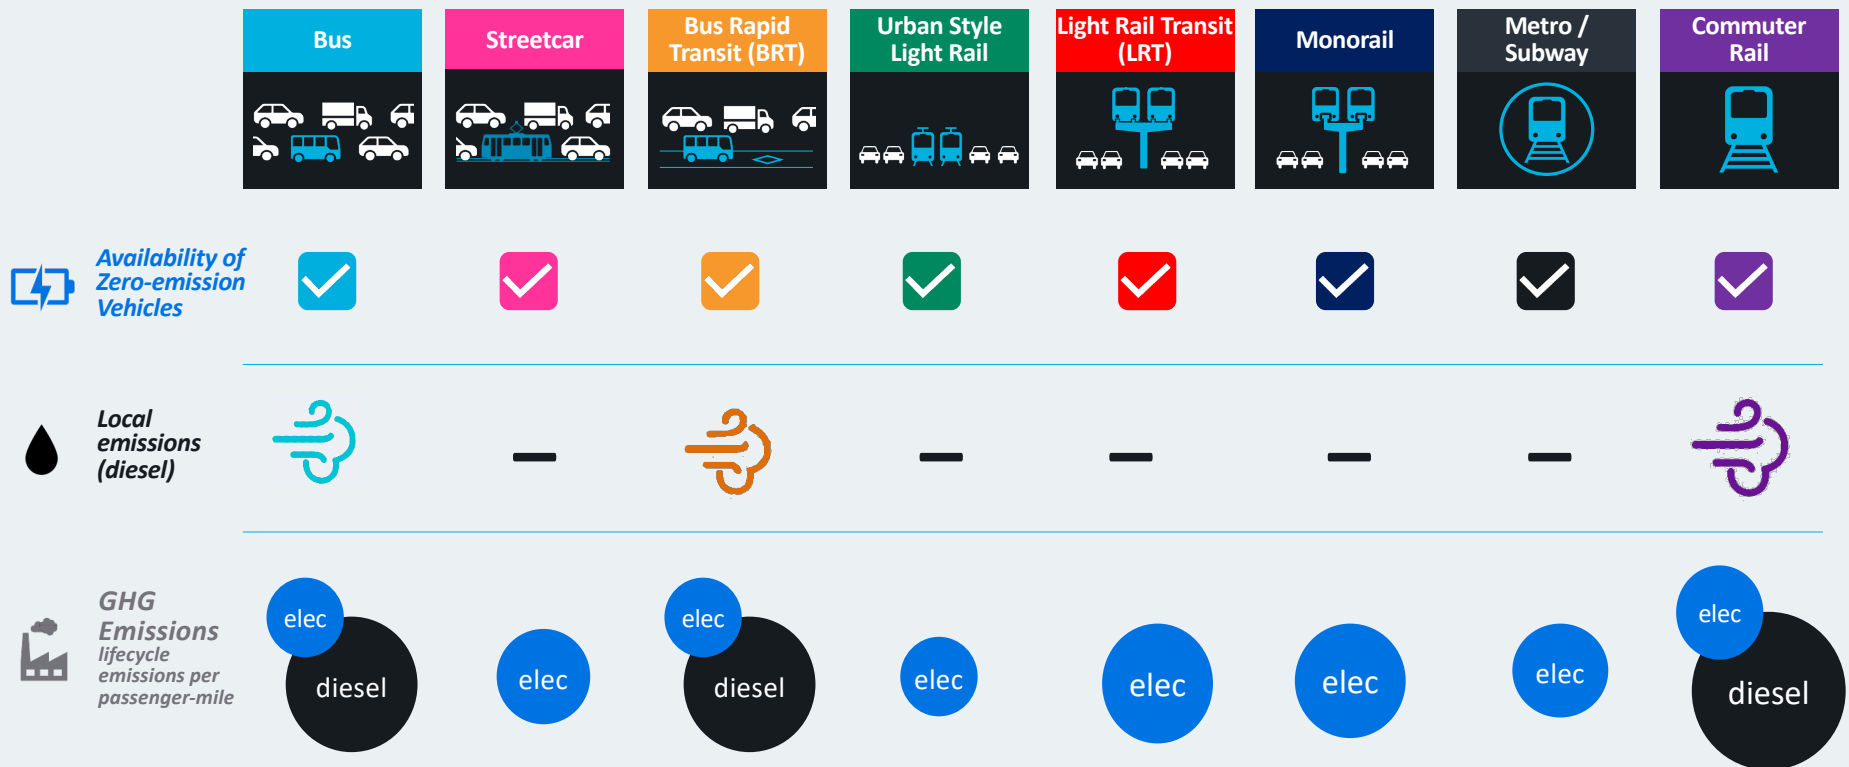 Bus
Streetcar
Bus Rapid
Transit (BRT)
Urban Style
Light Rail
Light Rail Transit
(LRT)
Monorail
Metro /
Subway
Commuter
Rail
Availability of
Zero-emission
Vehicles
Local
emissions
(diesel)
GHG
Emissions
lifecycle
emissions per
passenger-mile
elec
diesel
elec
elec
diesel
elec
elec
elec
elec
elec
diesel